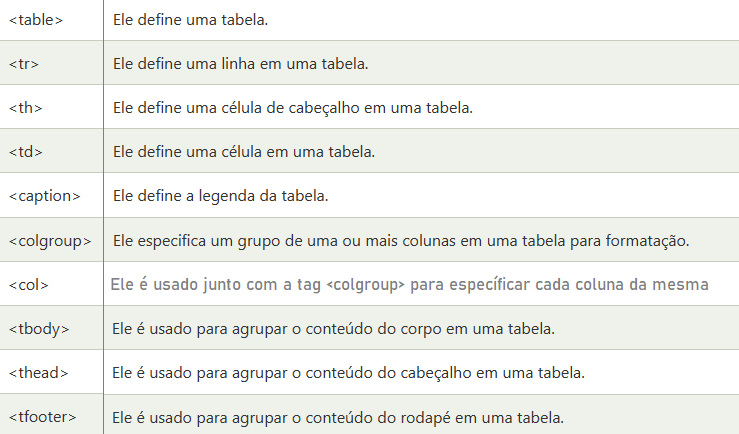 <table> Ele define uma tabela.
<tr> Ele define uma linha em uma tabela.
<th> Ele define uma célula de cabeçalho em uma tabela.
<td> Ele define uma célula em uma tabela.
<caption> Ele define a legenda da tabela.
<colgroup> Ele especifica um grupo de uma ou mais colunas em uma tabela para formatação.
<col> Ele é usado junto com a tag <colgroup> para específicar cada coluna da mesma
<tbody> Ele é usado para agrupar o conteúdo do corpo em uma tabela.
<thead> Ele é usado para agrupar o conteúdo do cabeçalho em uma tabela.
<tfooter> Ele é usado para agrupar o conteúdo do rodapé em uma tabela.